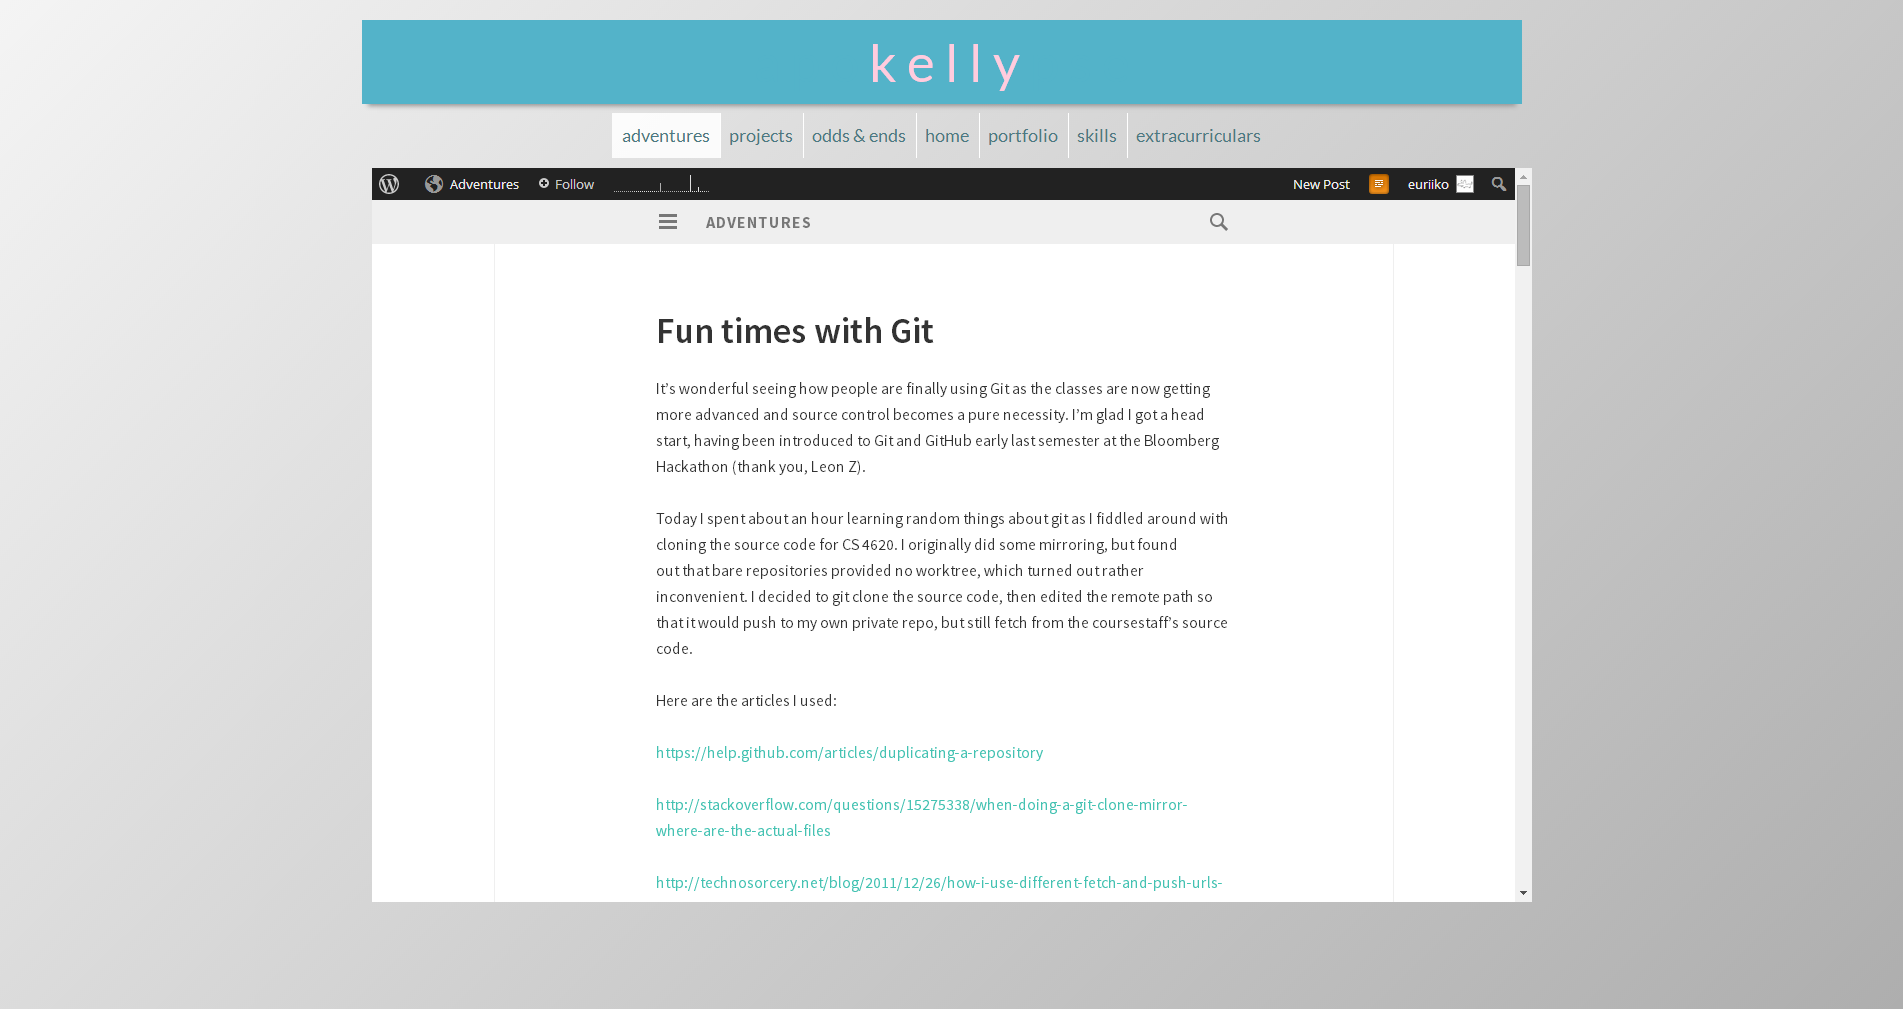 kelly
adventures projects odds & ends home portfolio skills extracurriculars
Adventures Follow New Post euriiko
ADVENTURES
Fun times with Git
It’s wonderful seeing how people are finally using Git as the classes are now getting
more advanced and source control becomes a pure necessity. I’m glad I got a head
start, having been introduced to Git and GitHub early last semester at the Bloomberg
Hackathon (thank you, Leon Z).
Today I spent about an hour learning random things about git as I fiddled around with
cloning the source code for CS 4620. I originally did some mirroring, but found
out that bare repositories provided no worktree, which turned out rather
inconvenient. I decided to git clone the source code, then edited the remote path so
that it would push to my own private repo, but still fetch from the coursestaff’s source
code.
Here are the articles I used:
https://help.github.com/articles/duplicating-a-repository
http://stackoverflow.com/questions/15275338/when-doing-a-git-clone-mirror-
where-are-the-actual-files
http://technosorcery.net/blog/2011/12/26/how-i-use-different-fetch-and-push-urls-